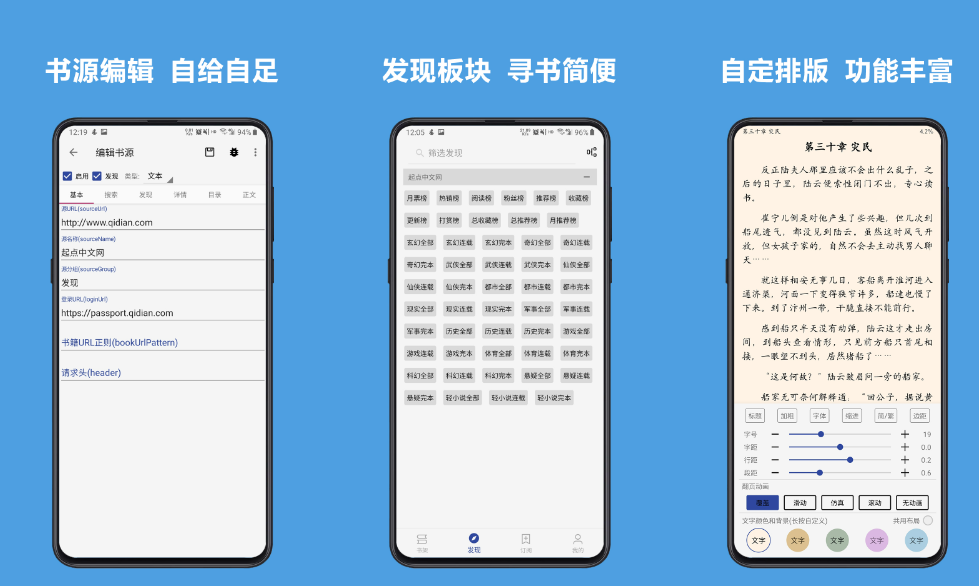 书源编辑 自给自足
12:19
94%
编辑书源
启用
发现
类型:
文本
基本
搜索
发现
详情
目录
正文
源URL(sourceUrl)
http://www.qidian.com
源名称(sourceName)
起点中文网
源分组(sourceGroup)
发现
登录URL(loginUrl)
https://passport.qidian.com
书籍URL正则(bookUrlPattern)
请求头(header)
发现板块 寻书简便
12:05
96%
筛选发现
起点中文网
月票榜 热销榜 阅读榜 粉丝榜 推荐榜 收藏榜
更新榜 打赏榜 总收藏榜 总推荐榜 月推荐榜
玄幻全部 玄幻连载 玄幻完本 奇幻全部 奇幻连载
奇幻完本 武侠全部 武侠连载 武侠完本 仙侠全部
仙侠连载 仙侠完本 都市全部 都市连载 都市完本
现实全部 现实连载 现实完本 军事全部 军事连载
军事完本 历史全部 历史连载 历史完本 游戏全部
游戏连载 游戏完本 体育全部 体育连载 体育完本
科幻全部 科幻连载 科幻完本 悬疑全部 悬疑连载
悬疑完本 轻小说全部 轻小说连载 轻小说完本
书架
发现
订阅
我的
自定排版 功能丰富
第三十章 灾民
4.2%
第三十章 灾民
反正陆夫人那里应该不会出什么乱子，之
后的日子里，陆云便索性闭门不出，专心读
书。
崔宁儿倒是对他产生了些兴趣，但几次到
船尾透气，都没见到陆云。虽然这时风气开
放，但女孩子家的，自然不会去主动找男人聊
天……
就这样相安无事几日，客船离开淮河进入
通济渠，河面一下变得狭窄许多，船速也慢了
下来。到了汴州一带，干脆直接不能前行。
感到船只半天没有动弹，陆云这才走出房
间，到船头查看情形，只见前方船只首尾相
接，一眼望不到头，居然堵船了……
“这是何故？”陆云皱眉问一旁的船家。
船家无可奈何解释道：“回公子，据说黄
标题 加粗 字体 缩进 简/繁 边距
字号 19
字距 0.0
行距 0.2
段距 0.6
翻页动画
覆盖 滑动 仿真 滚动 无动画
文字颜色和背景(长按自定义)
共用布局
文字 文字 文字 文字 文字